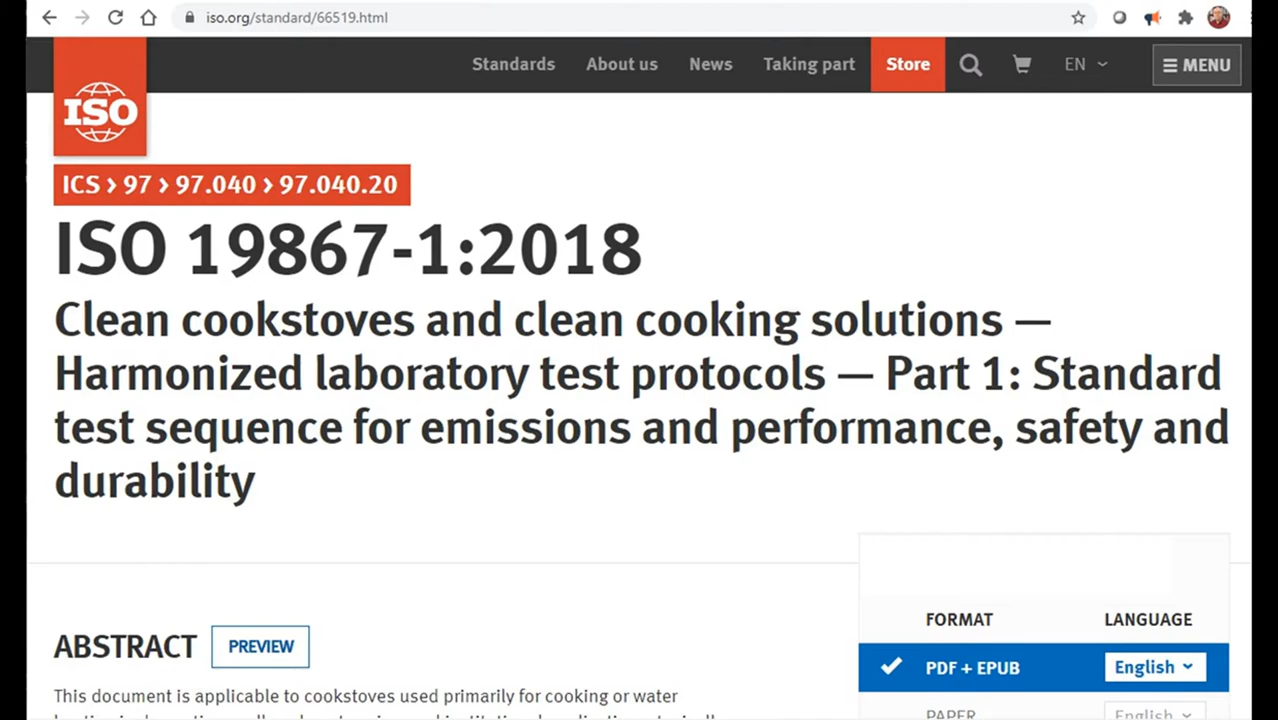 iso.org/standard/66519.html
Standards About us News Taking part Store EN MENU
ISO
ICS > 97 > 97.040 > 97.040.20
ISO 19867-1:2018
Clean cookstoves and clean cooking solutions —
Harmonized laboratory test protocols — Part 1: Standard
test sequence for emissions and performance, safety and
durability
FORMAT LANGUAGE
ABSTRACT PREVIEW
PDF + EPUB English
This document is applicable to cookstoves used primarily for cooking or water
PAPER English